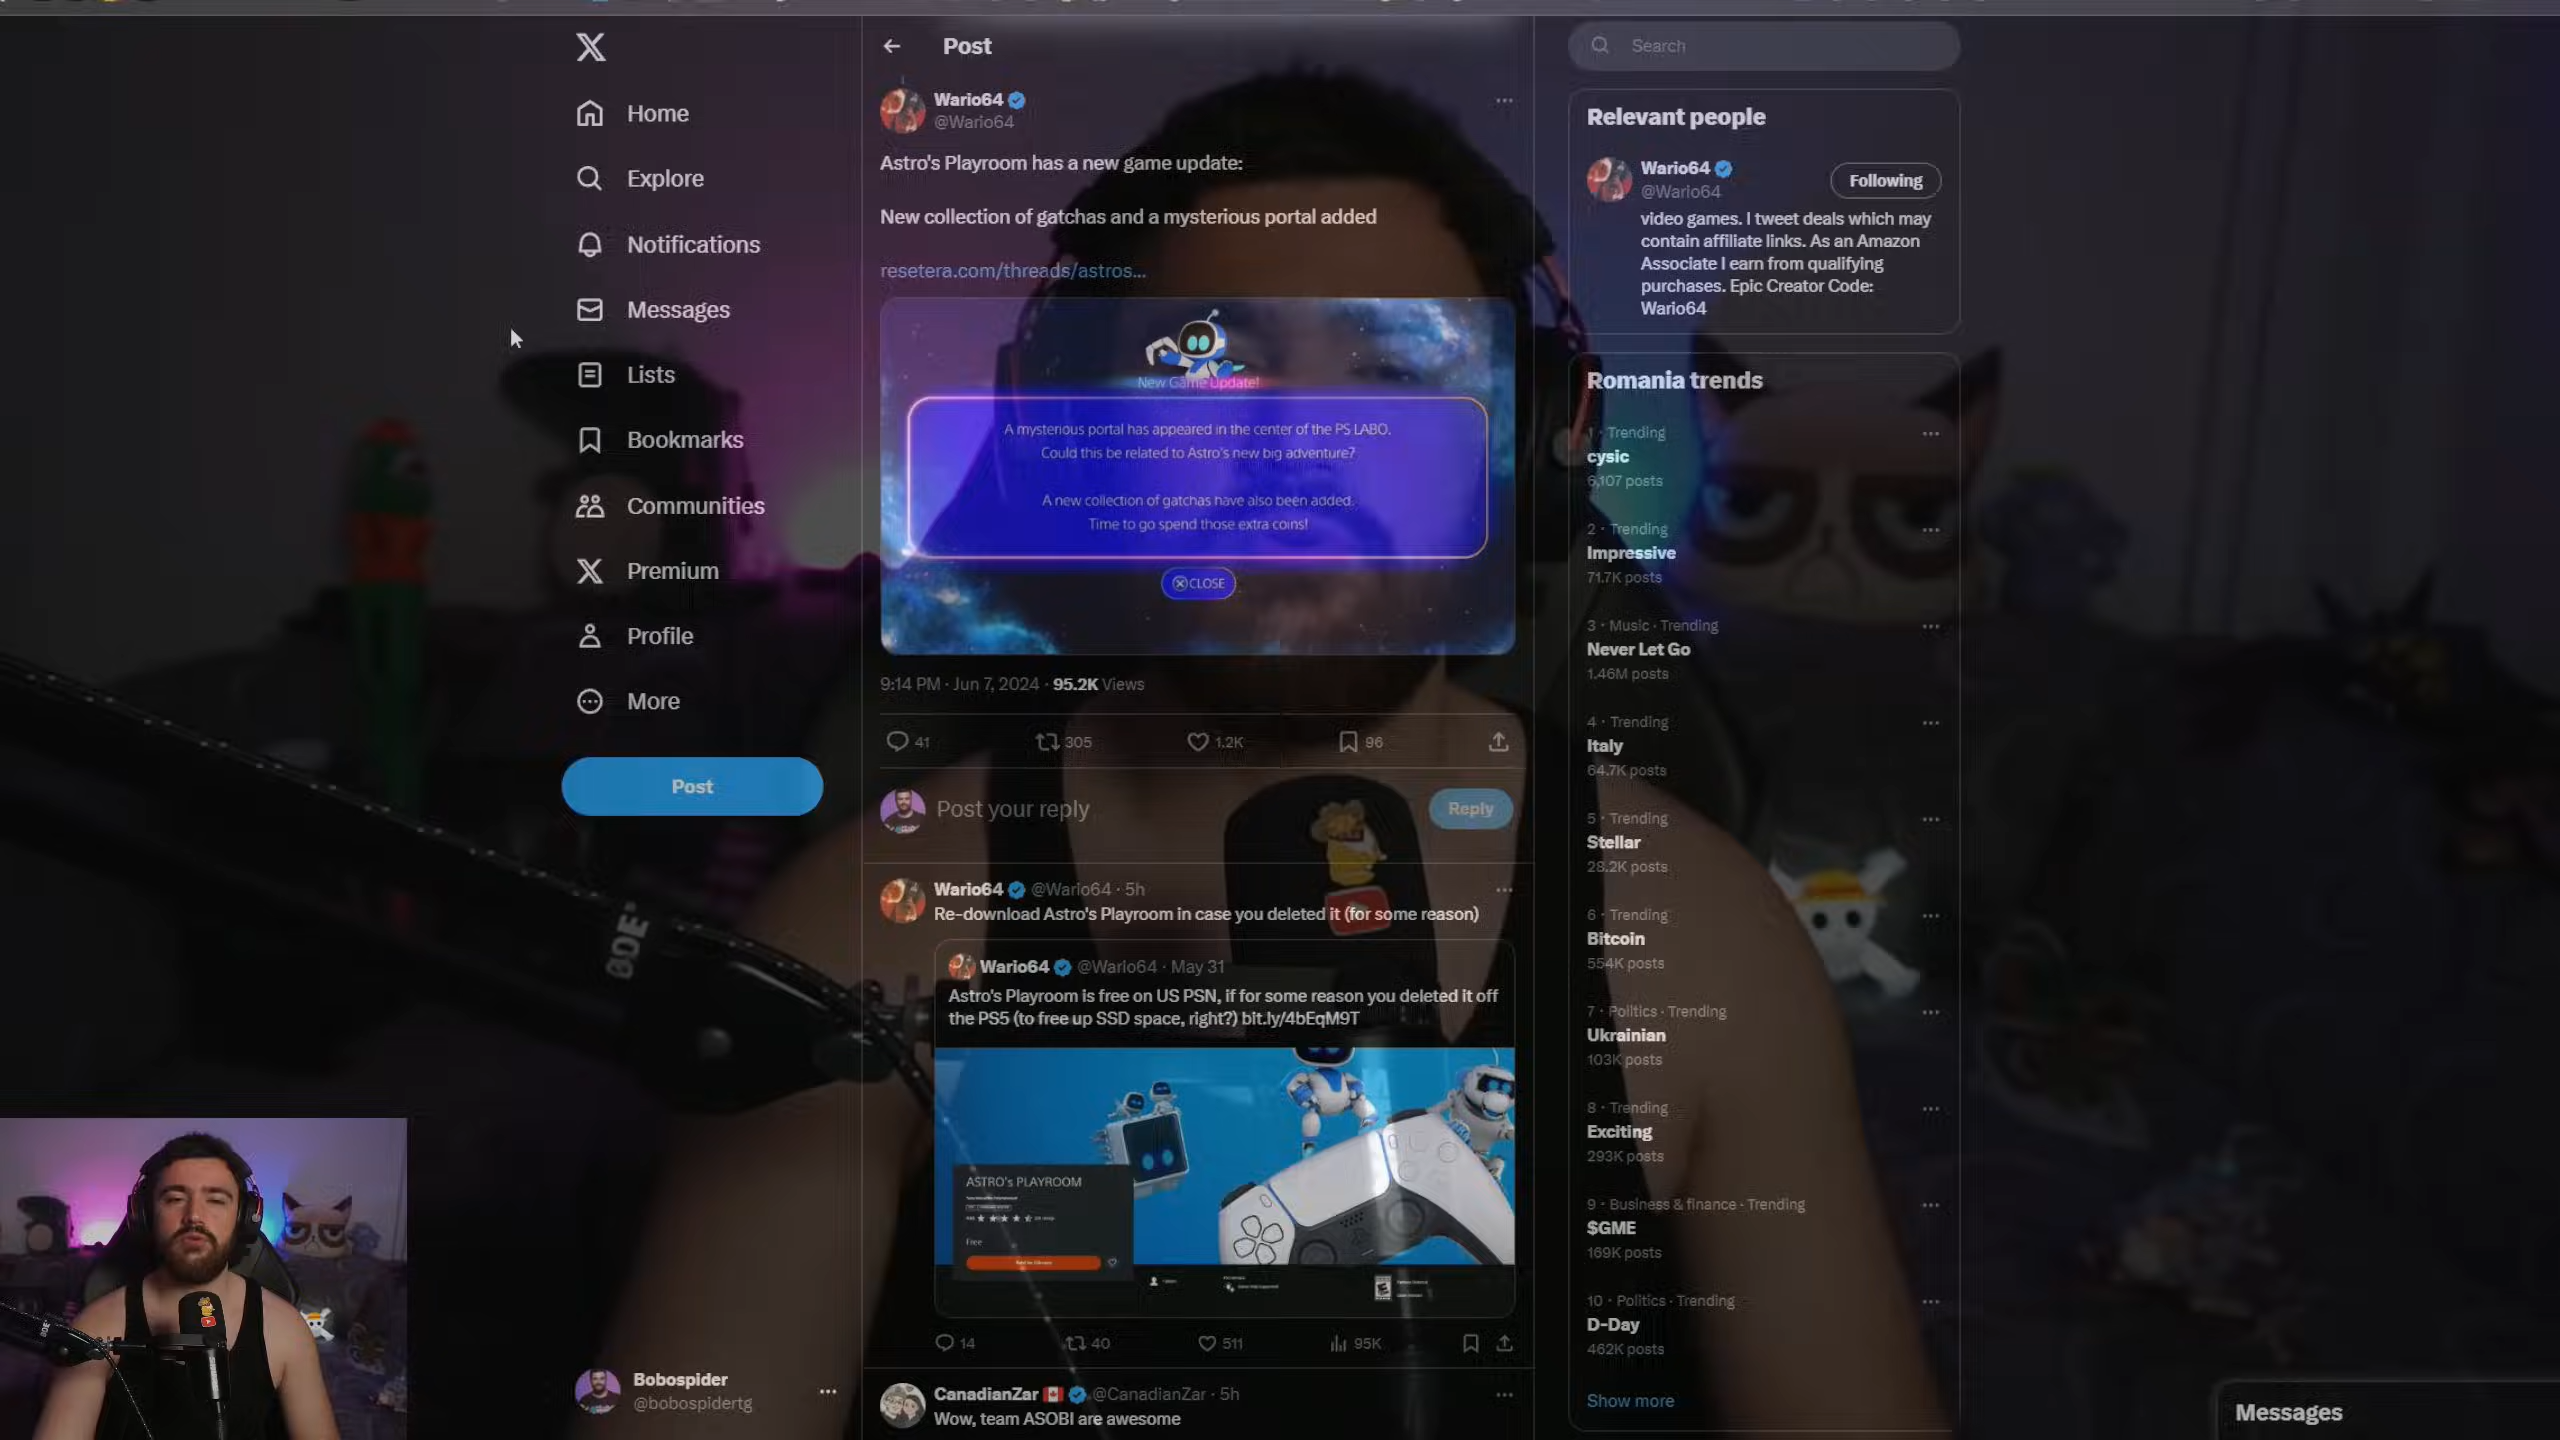 Home
Explore
Notifications
Messages
Lists
Bookmarks
Communities
Premium
Profile
More
Post
Bobospider
@bobospidertg
Post
Wario64
@Wario64
Astro's Playroom has a new game update:
New collection of gatchas and a mysterious portal added
resetera.com/threads/astros...
New Game Update!
A mysterious portal has appeared in the center of the PS LABO.
Could this be related to Astro's new big adventure?
A new collection of gatchas have also been added.
Time to go spend those extra coins!
CLOSE
9:14 PM · Jun 7, 2024 · 95.2K Views
41 305 1.2K 96
Post your reply
Reply
Wario64 @Wario64 · 5h
Re-download Astro's Playroom in case you deleted it (for some reason)
Wario64 @Wario64 · May 31
Astro's Playroom is free on US PSN, if for some reason you deleted it off
the PS5 (to free up SSD space, right?) bit.ly/4bEqM9T
ASTRO's PLAYROOM
Free
14 40 511 95K
CanadianZar @CanadianZar · 5h
Wow, team ASOBI are awesome
Search
Relevant people
Wario64
@Wario64
Following
video games. I tweet deals which may
contain affiliate links. As an Amazon
Associate I earn from qualifying
purchases. Epic Creator Code:
Wario64
Romania trends
1 · Trending
cysic
6,107 posts
2 · Trending
Impressive
71.7K posts
3 · Music · Trending
Never Let Go
1.46M posts
4 · Trending
Italy
64.7K posts
5 · Trending
Stellar
28.2K posts
6 · Trending
Bitcoin
554K posts
7 · Politics · Trending
Ukrainian
103K posts
8 · Trending
Exciting
293K posts
9 · Business & finance · Trending
$GME
169K posts
10 · Politics · Trending
D-Day
462K posts
Show more
Messages